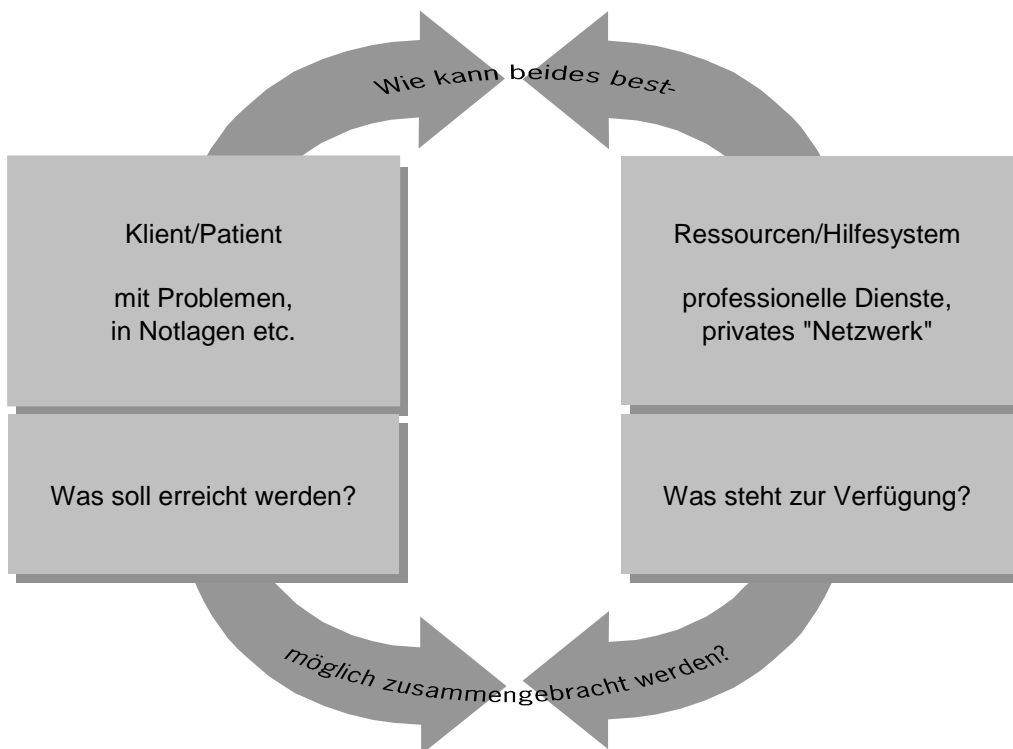 Wie kann beides best-
Klient/Patient
mit Problemen,
in Notlagen etc.
Was soll erreicht werden?
Ressourcen/Hilfesystem
professionelle Dienste,
privates "Netzwerk"
Was steht zur Verfügung?
möglich zusammengebracht werden?